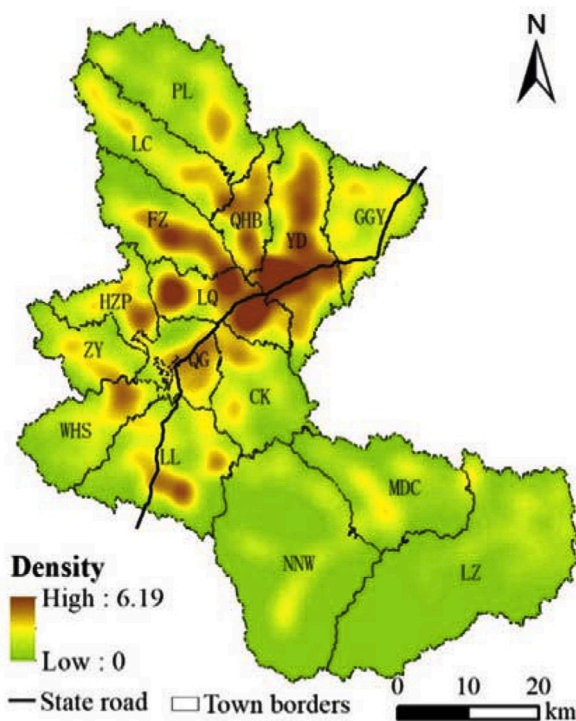 N
PL
LC
QHB
FZ
YD
GGY
LQ
HZP
ZY
QG
CK
WHS
LL
MDC
NNW
LZ
Density
High : 6.19
Low : 0
State road
Town borders
0 10 20
km